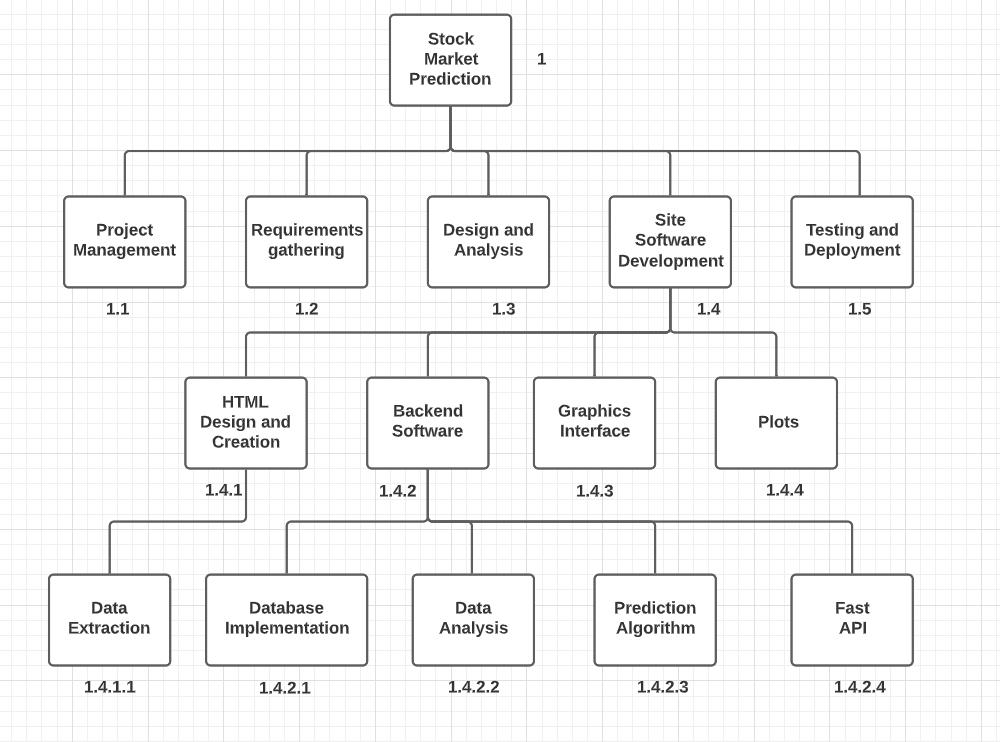 Stock
Market
Prediction
1
Project
Management
Requirements
gathering
Design and
Analysis
Site
Software
Development
Testing and
Deployment
1.1
1.2
1.3
1.4
1.5
HTML
Design and
Creation
Backend
Software
Graphics
Interface
Plots
1.4.1
1.4.2
1.4.3
1.4.4
Data
Extraction
Database
Implementation
Data
Analysis
Prediction
Algorithm
Fast
API
1.4.1.1
1.4.2.1
1.4.2.2
1.4.2.3
1.4.2.4